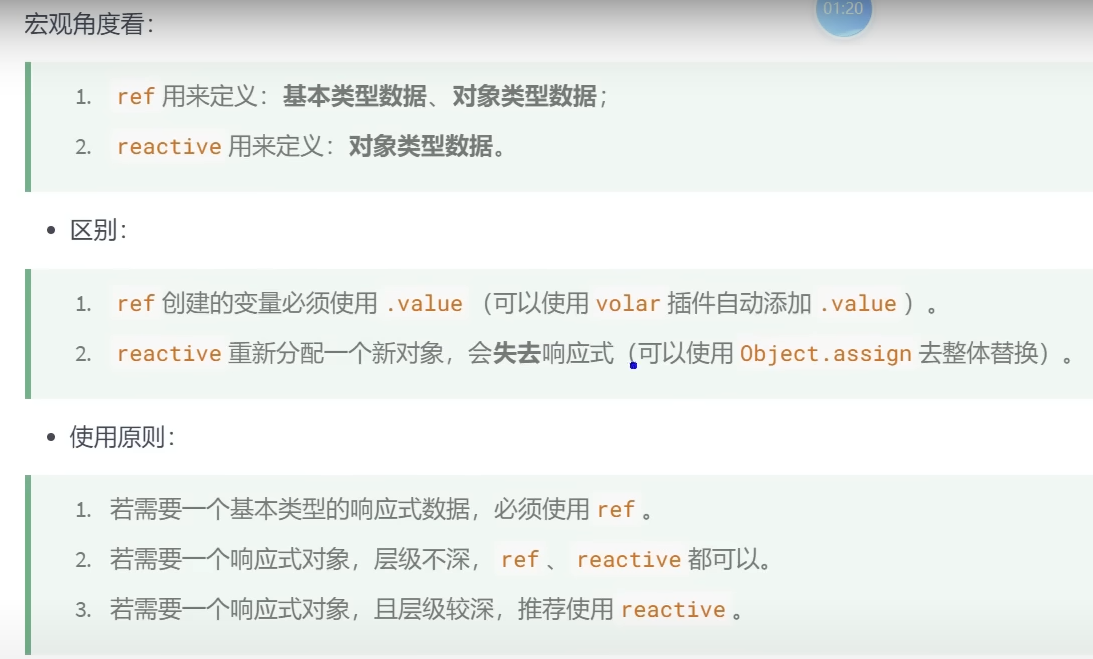 01:20
宏观角度看：
1. ref 用来定义：基本类型数据、对象类型数据；
2. reactive 用来定义：对象类型数据。
• 区别：
1. ref 创建的变量必须使用 .value （可以使用 volar 插件自动添加 .value ）。
2. reactive 重新分配一个新对象，会失去响应式（可以使用 Object.assign 去整体替换）。
• 使用原则：
1. 若需要一个基本类型的响应式数据，必须使用 ref 。
2. 若需要一个响应式对象，层级不深， ref 、 reactive 都可以。
3. 若需要一个响应式对象，且层级较深，推荐使用 reactive 。